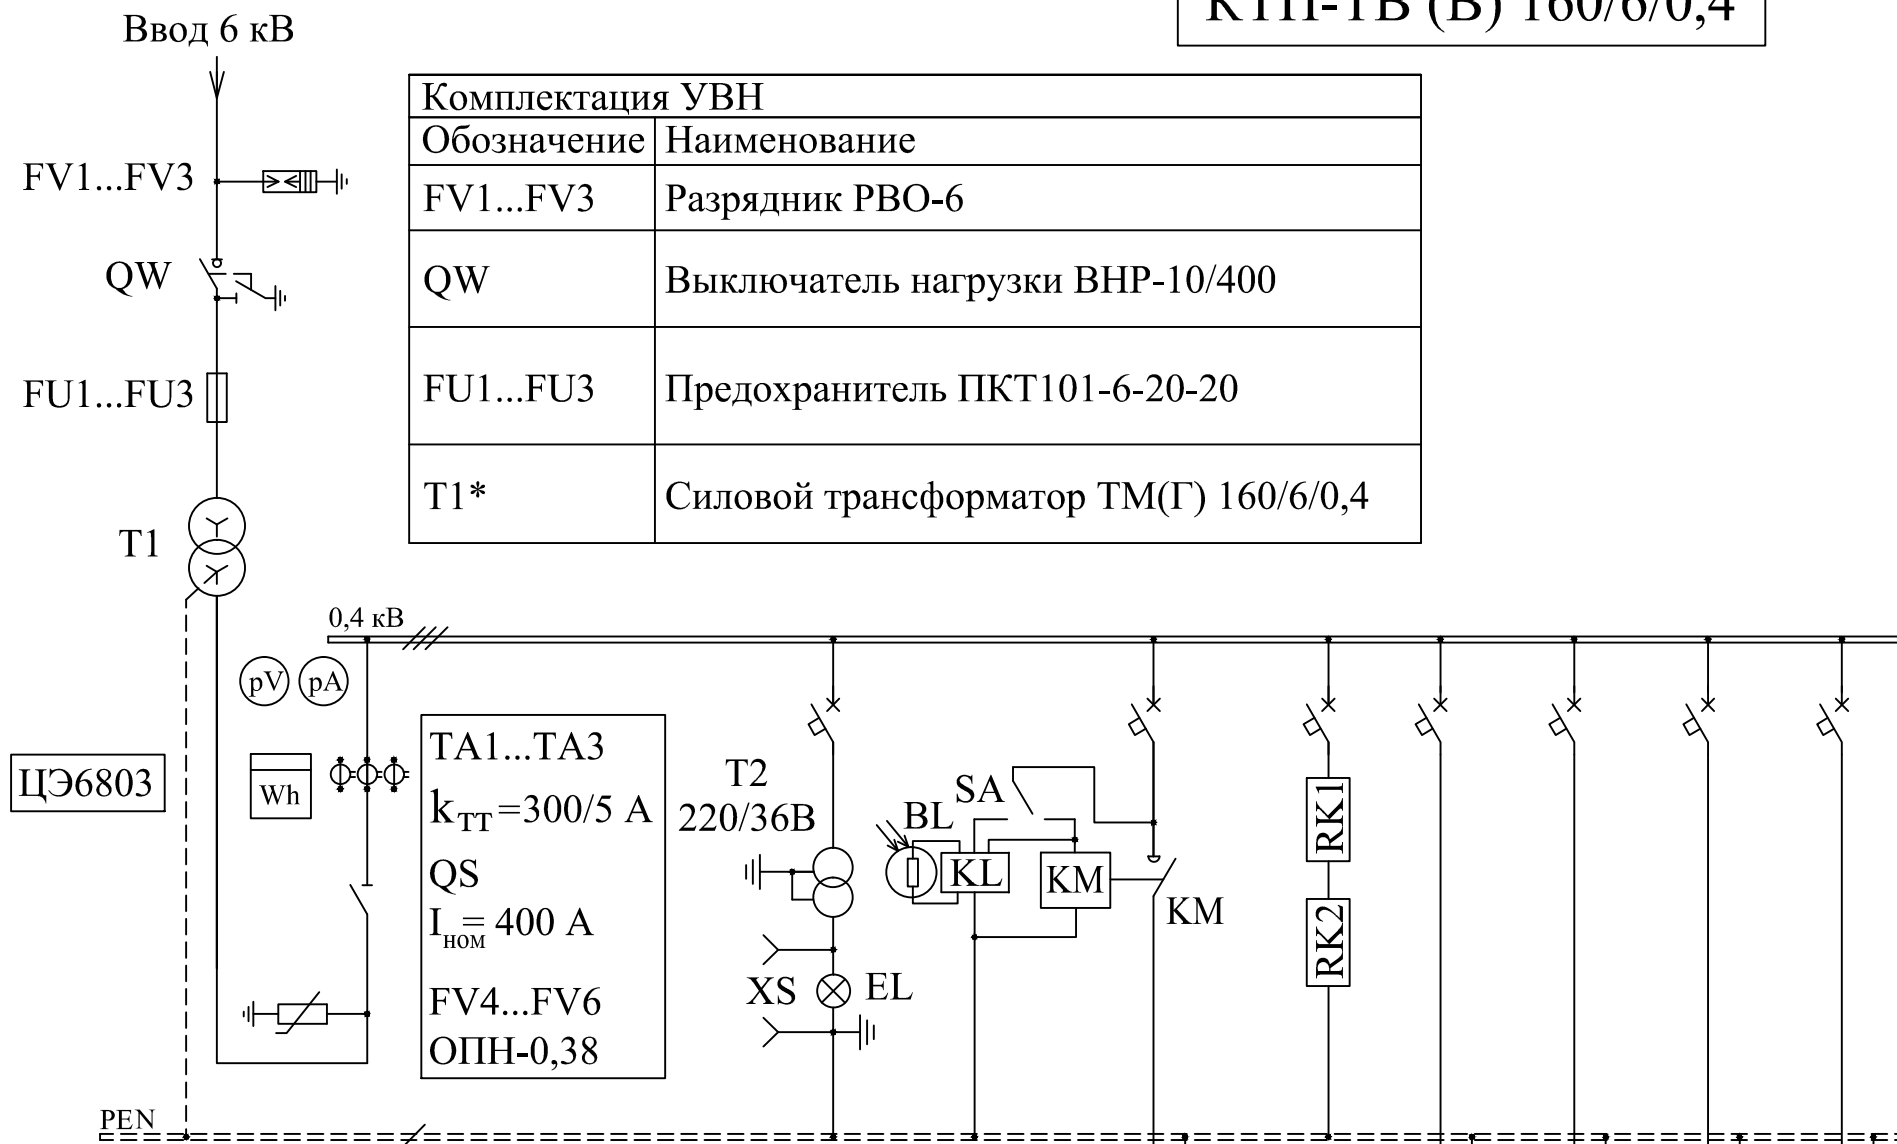 КТП-ТВ (В) 160/6/0,4
Ввод 6 кВ
Комплектация УВН
Обозначение Наименование
FV1...FV3 Разрядник РВО-6
QW Выключатель нагрузки ВНР-10/400
FU1...FU3 Предохранитель ПКТ101-6-20-20
Т1* Силовой трансформатор ТМ(Г) 160/6/0,4
FV1...FV3
QW
FU1...FU3
Т1
0,4 кВ
pV pA
ЦЭ6803
Wh
TA1...TA3
kтт=300/5 А
QS
Iном= 400 А
FV4...FV6
ОПН-0,38
T2
220/36В
XS
EL
BL
SA
KL
KM
KM
RK1
RK2
PEN